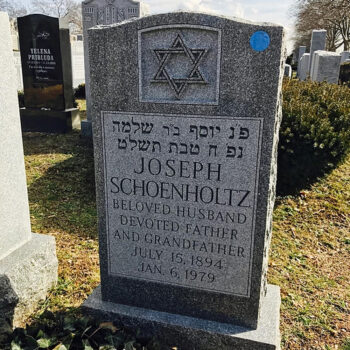 YELENA
PRIBLUDA
פ״נ יוסף ב״ר שלמה
נפ ח טבת תשלט
JOSEPH
SCHOENHOLTZ
BELOVED HUSBAND
DEVOTED FATHER
AND GRANDFATHER
JULY 15, 1894
JAN. 6, 1979